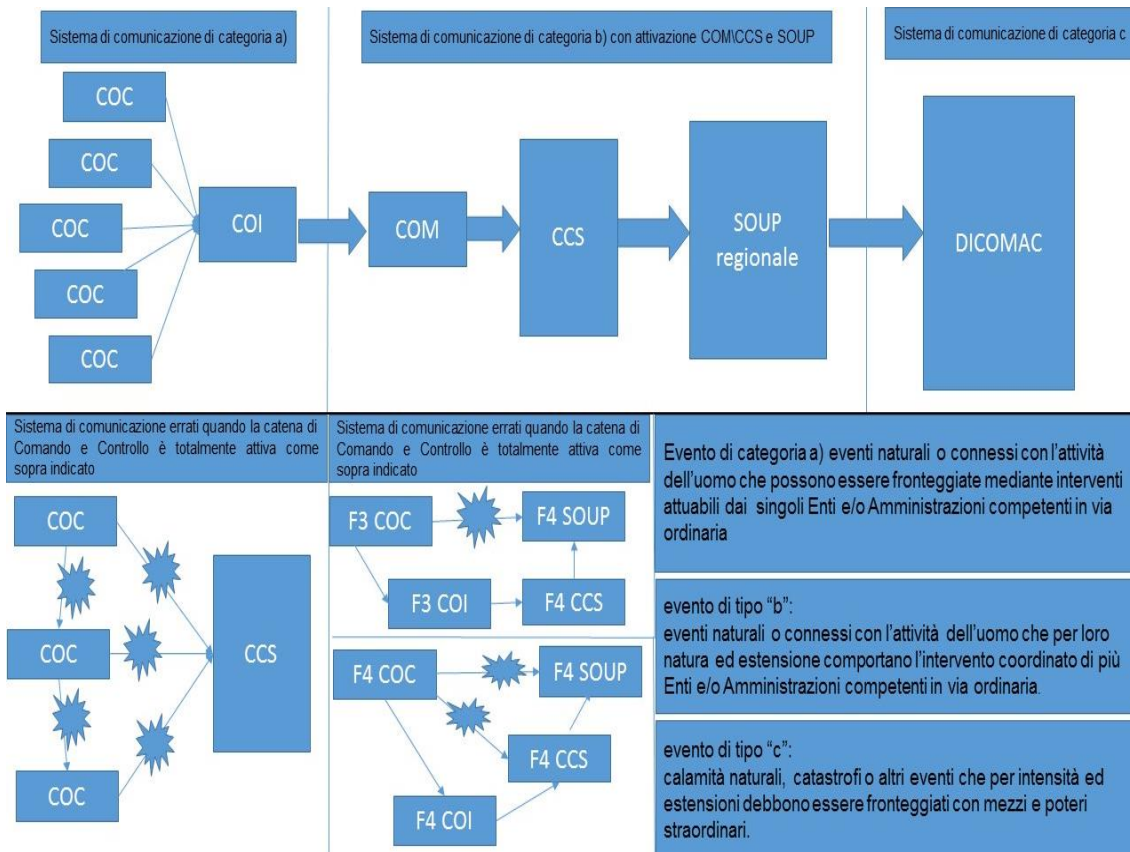 Sistema di comunicazione di categoria a)
Sistema di comunicazione di categoria b) con attivazione COM\CCS e SOUP
Sistema di comunicazione di categoria c
COC
COC
COC
COC
COC
COI
COM
CCS
SOUP
regionale
DICOMAC
Sistema di comunicazione errati quando la catena di
Comando e Controllo è totalmente attiva come
sopra indicato
COC
COC
COC
CCS
Sistema di comunicazione errati quando la catena di
Comando e Controllo è totalmente attiva come
sopra indicato
F3 COC
F4 SOUP
F3 COI
F4 CCS
F4 COC
F4 SOUP
F4 CCS
F4 COI
Evento di categoria a) eventi naturali o connessi con l'attività
dell'uomo che possono essere fronteggiate mediante interventi
attuabili dai singoli Enti e/o Amministrazioni competenti in via
ordinaria
evento di tipo “b”:
eventi naturali o connessi con l'attività dell'uomo che per loro
natura ed estensione comportano l'intervento coordinato di più
Enti e/o Amministrazioni competenti in via ordinaria.
evento di tipo “c”:
calamità naturali, catastrofi o altri eventi che per intensità ed
estensioni debbono essere fronteggiati con mezzi e poteri
straordinari.